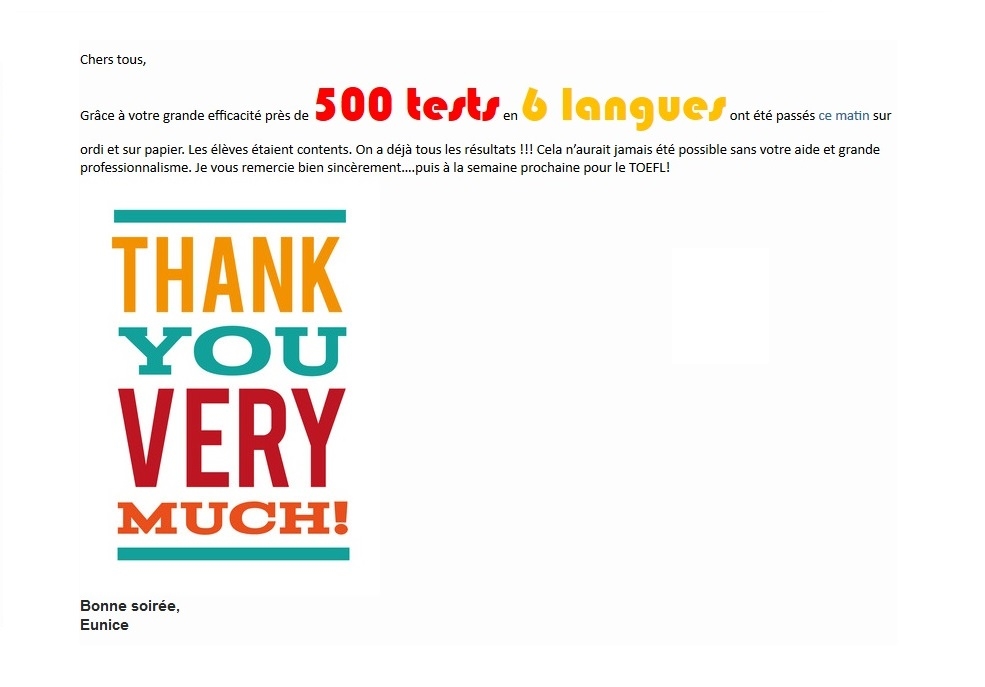 Chers tous,
Grâce à votre grande efficacité près de 500 tests en 6 langues ont été passés ce matin sur
ordi et sur papier. Les élèves étaient contents. On a déjà tous les résultats !!! Cela n’aurait jamais été possible sans votre aide et grande
professionnalisme. Je vous remercie bien sincèrement....puis à la semaine prochaine pour le TOEFL!
THANK
YOU
VERY
MUCH!
Bonne soirée,
Eunice